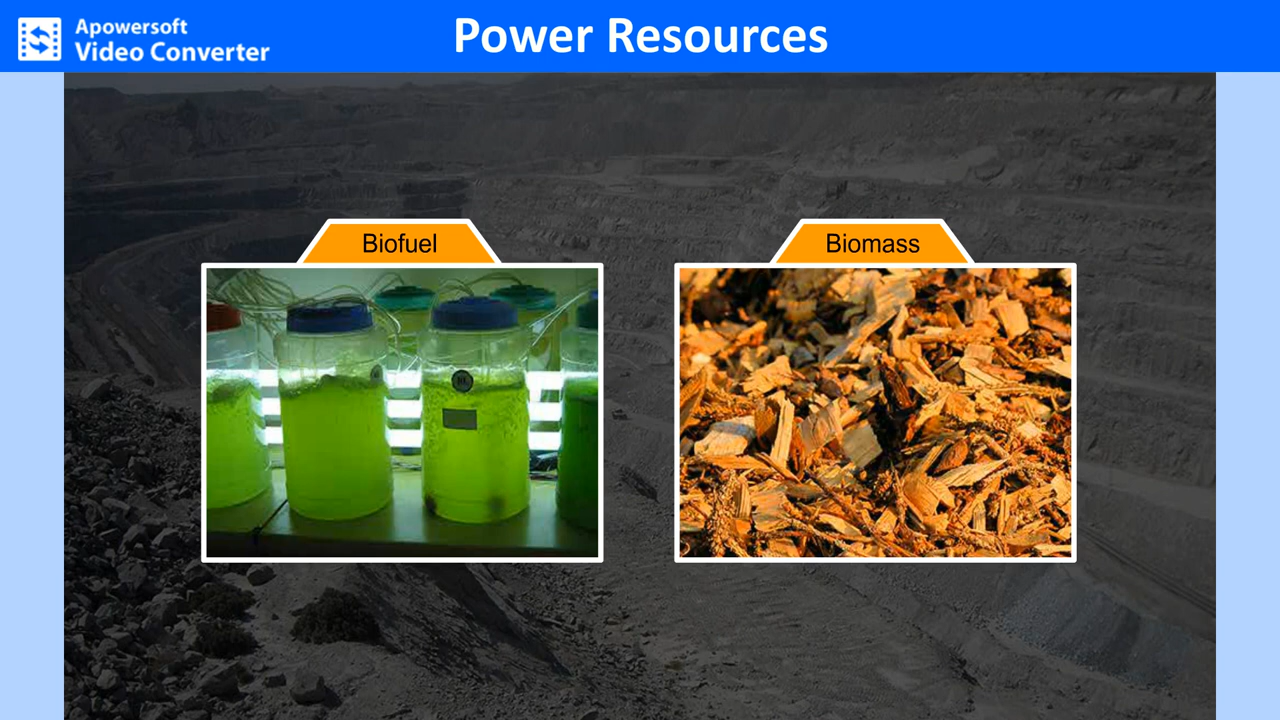 Apowersoft
Video Converter
Power Resources
Biofuel
Biomass